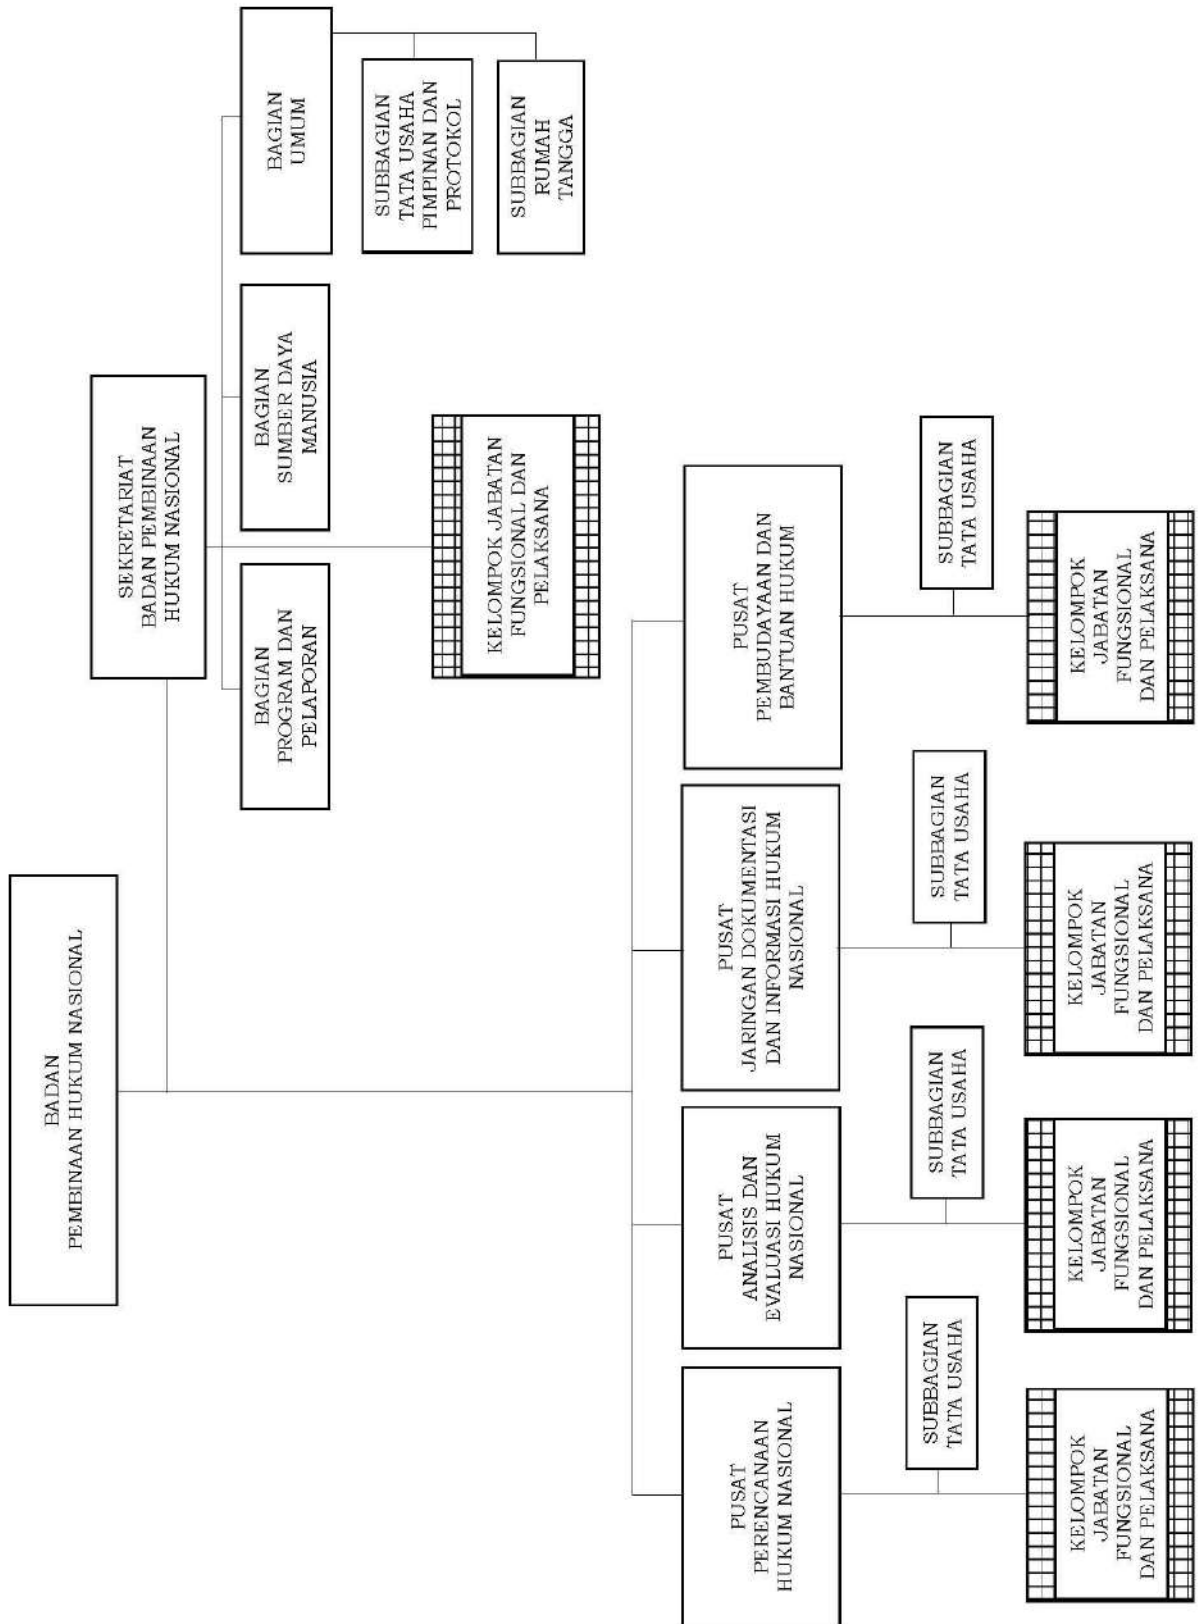 BADAN
PEMBINAAN HUKUM NASIONAL
SEKRETARIAT
BADAN PEMBINAAN
HUKUM NASIONAL
BAGIAN
PROGRAM DAN
PELAPORAN
BAGIAN
SUMBER DAYA
MANUSIA
BAGIAN
UMUM
SUBBAGIAN
TATA USAHA
PIMPINAN DAN
PROTOKOL
SUBBAGIAN
RUMAH
TANGGA
KELOMPOK JABATAN
FUNGSIONAL DAN
PELAKSANA
PUSAT
PERENCANAAN
HUKUM NASIONAL
PUSAT
ANALISIS DAN
EVALUASI HUKUM
NASIONAL
PUSAT
JARINGAN DOKUMENTASI
DAN INFORMASI HUKUM
NASIONAL
PUSAT
PEMBUDAYAAN DAN
BANTUAN HUKUM
SUBBAGIAN
TATA USAHA
SUBBAGIAN
TATA USAHA
SUBBAGIAN
TATA USAHA
SUBBAGIAN
TATA USAHA
KELOMPOK
JABATAN
FUNGSIONAL
DAN PELAKSANA
KELOMPOK
JABATAN
FUNGSIONAL
DAN PELAKSANA
KELOMPOK
JABATAN
FUNGSIONAL
DAN PELAKSANA
KELOMPOK
JABATAN
FUNGSIONAL
DAN PELAKSANA